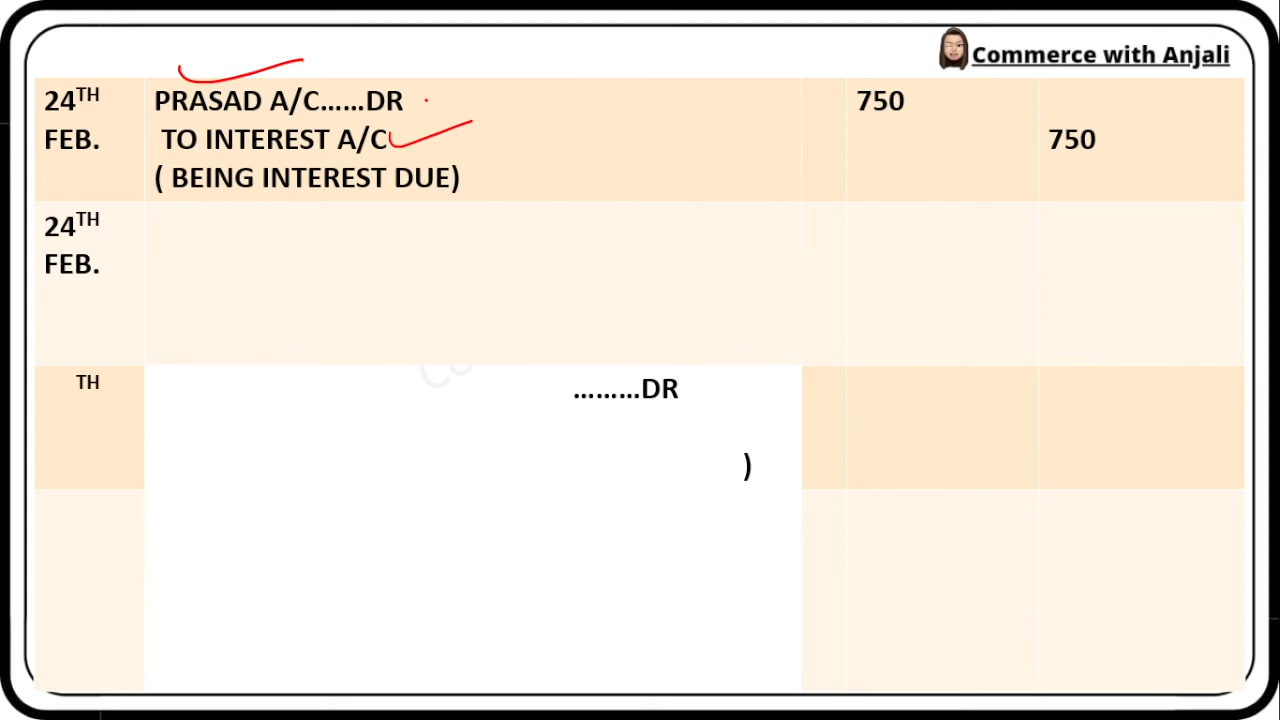 Commerce with Anjali
24TH PRASAD A/C……DR 750
FEB. TO INTEREST A/C 750
( BEING INTEREST DUE)
24TH
FEB.
TH ………DR
)